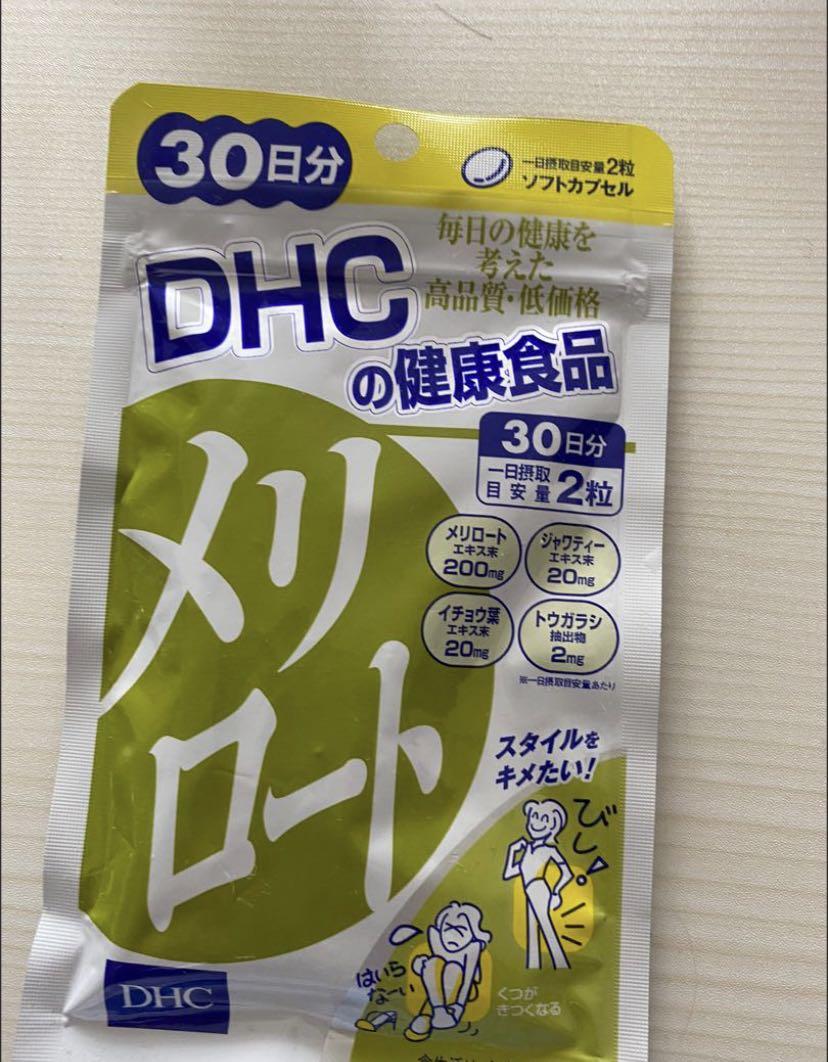 30日分
一日摂取目安量2粒
ソフトカプセル
毎日の健康を
考えた
高品質・低価格
DHC
の健康食品
30日分
一日摂取
目安量 2粒
メリロート
エキス末
200mg
ジャワティー
エキス末
20mg
イチョウ葉
エキス末
20mg
トウガラシ
抽出物
2mg
※一日摂取目安量あたり
メリ
ロート
スタイルを
キメたい!
びしっ
はいら
なーい
くつが
きつくなる
DHC